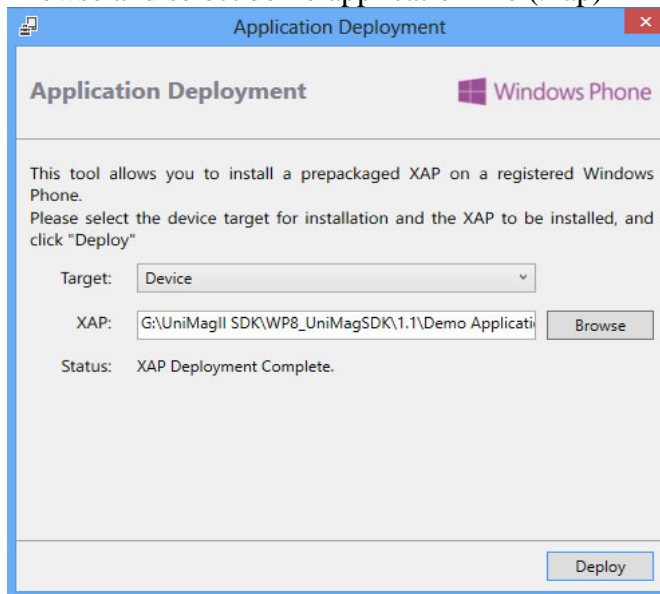 Application Deployment
Application Deployment
Windows Phone
This tool allows you to install a prepackaged XAP on a registered Windows
Phone.
Please select the device target for installation and the XAP to be installed, and
click "Deploy"
Target: Device
XAP: G:\UniMagII SDK\WP8_UniMagSDK\1.1\Demo Applicati Browse
Status: XAP Deployment Complete.
Deploy